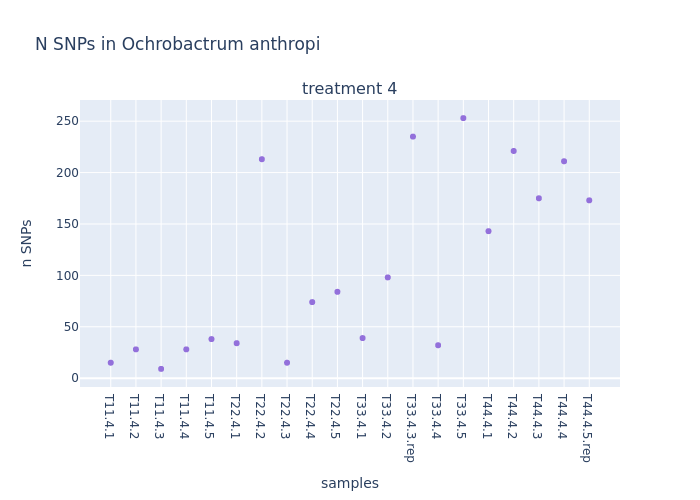 N SNPs in Ochrobactrum anthropi
treatment 4
250
200
150
100
50
0
n SNPs
T11.4.1
T11.4.2
T11.4.3
T11.4.4
T11.4.5
T22.4.1
T22.4.2
T22.4.3
T22.4.4
T22.4.5
T33.4.1
T33.4.2
T33.4.3.rep
T33.4.4
T33.4.5
T44.4.1
T44.4.2
T44.4.3
T44.4.4
T44.4.5.rep
samples